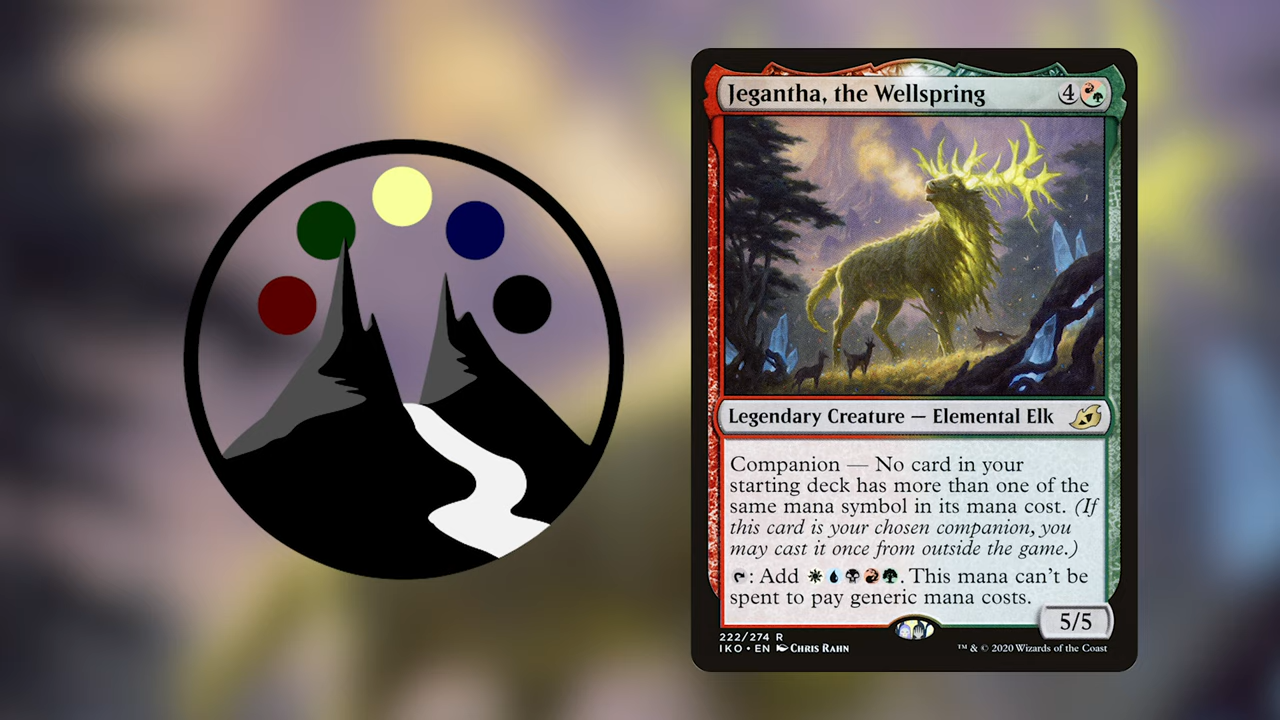 Jegantha, the Wellspring
4
Legendary Creature — Elemental Elk
Companion — No card in your
starting deck has more than one of the
same mana symbol in its mana cost. (If
this card is your chosen companion, you
may cast it once from outside the game.)
: Add . This mana can't be
spent to pay generic mana costs.
5/5
222/274 R
IKO • EN Chris Rahn
™ & © 2020 Wizards of the Coast